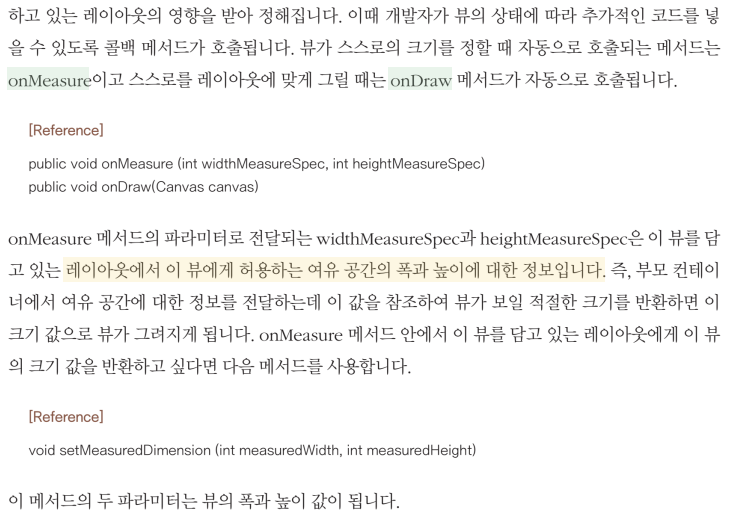 하고 있는 레이아웃의 영향을 받아 정해집니다. 이때 개발자가 뷰의 상태에 따라 추가적인 코드를 넣
을 수 있도록 콜백 메서드가 호출됩니다. 뷰가 스스로의 크기를 정할 때 자동으로 호출되는 메서드는
onMeasure이고 스스로를 레이아웃에 맞게 그릴 때는 onDraw 메서드가 자동으로 호출됩니다.
[Reference]
public void onMeasure (int widthMeasureSpec, int heightMeasureSpec)
public void onDraw(Canvas canvas)
onMeasure 메서드의 파라미터로 전달되는 widthMeasureSpec과 heightMeasureSpec은 이 뷰를 담
고 있는 레이아웃에서 이 뷰에게 허용하는 여유 공간의 폭과 높이에 대한 정보입니다. 즉, 부모 컨테이
너에서 여유 공간에 대한 정보를 전달하는데 이 값을 참조하여 뷰가 보일 적절한 크기를 반환하면 이
크기 값으로 뷰가 그려지게 됩니다. onMeasure 메서드 안에서 이 뷰를 담고 있는 레이아웃에게 이 뷰
의 크기 값을 반환하고 싶다면 다음 메서드를 사용합니다.
[Reference]
void setMeasuredDimension (int measuredWidth, int measuredHeight)
이 메서드의 두 파라미터는 뷰의 폭과 높이 값이 됩니다.